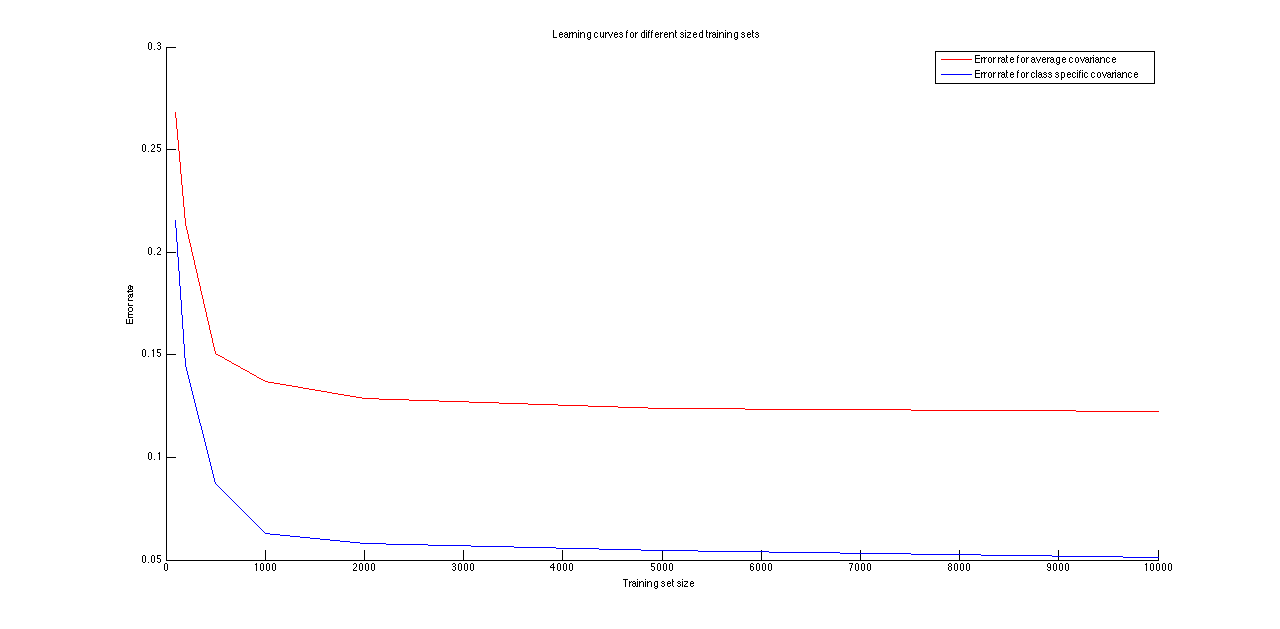 Learning curves for different sized training sets
0.3
Error rate for average covariance
Error rate for class specific covariance
0.25
0.2
Error rate
0.15
0.1
0.05
0 1000 2000 3000 4000 5000 6000 7000 8000 9000 10000
Training set size